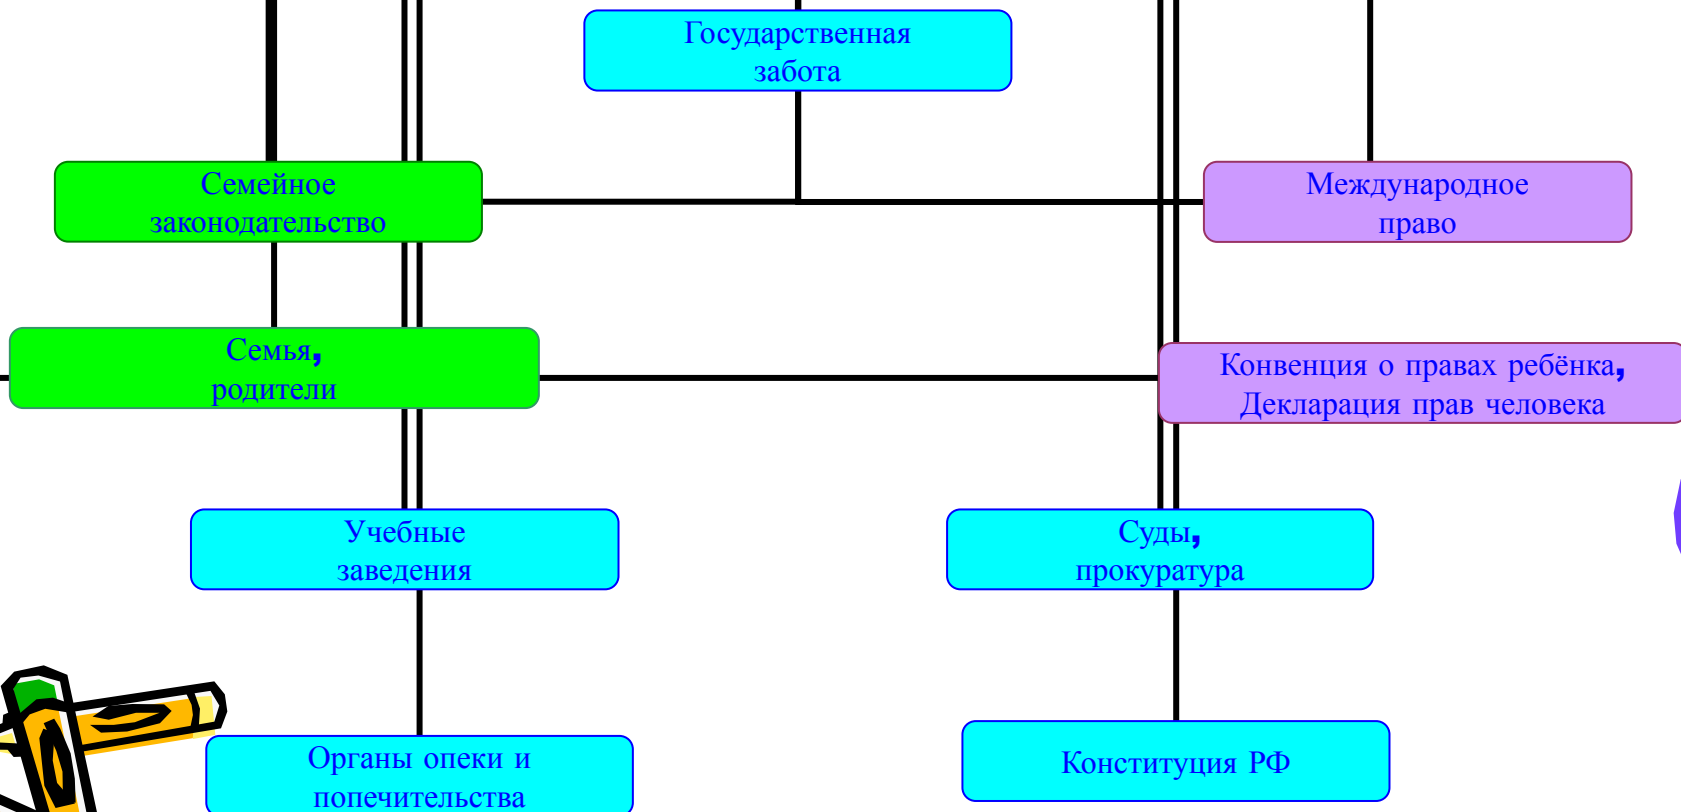 Государственная
забота
Семейное
законодательство
Международное
право
Семья,
родители
Конвенция о правах ребёнка,
Декларация прав человека
Учебные
заведения
Суды,
прокуратура
Органы опеки и
попечительства
Конституция РФ